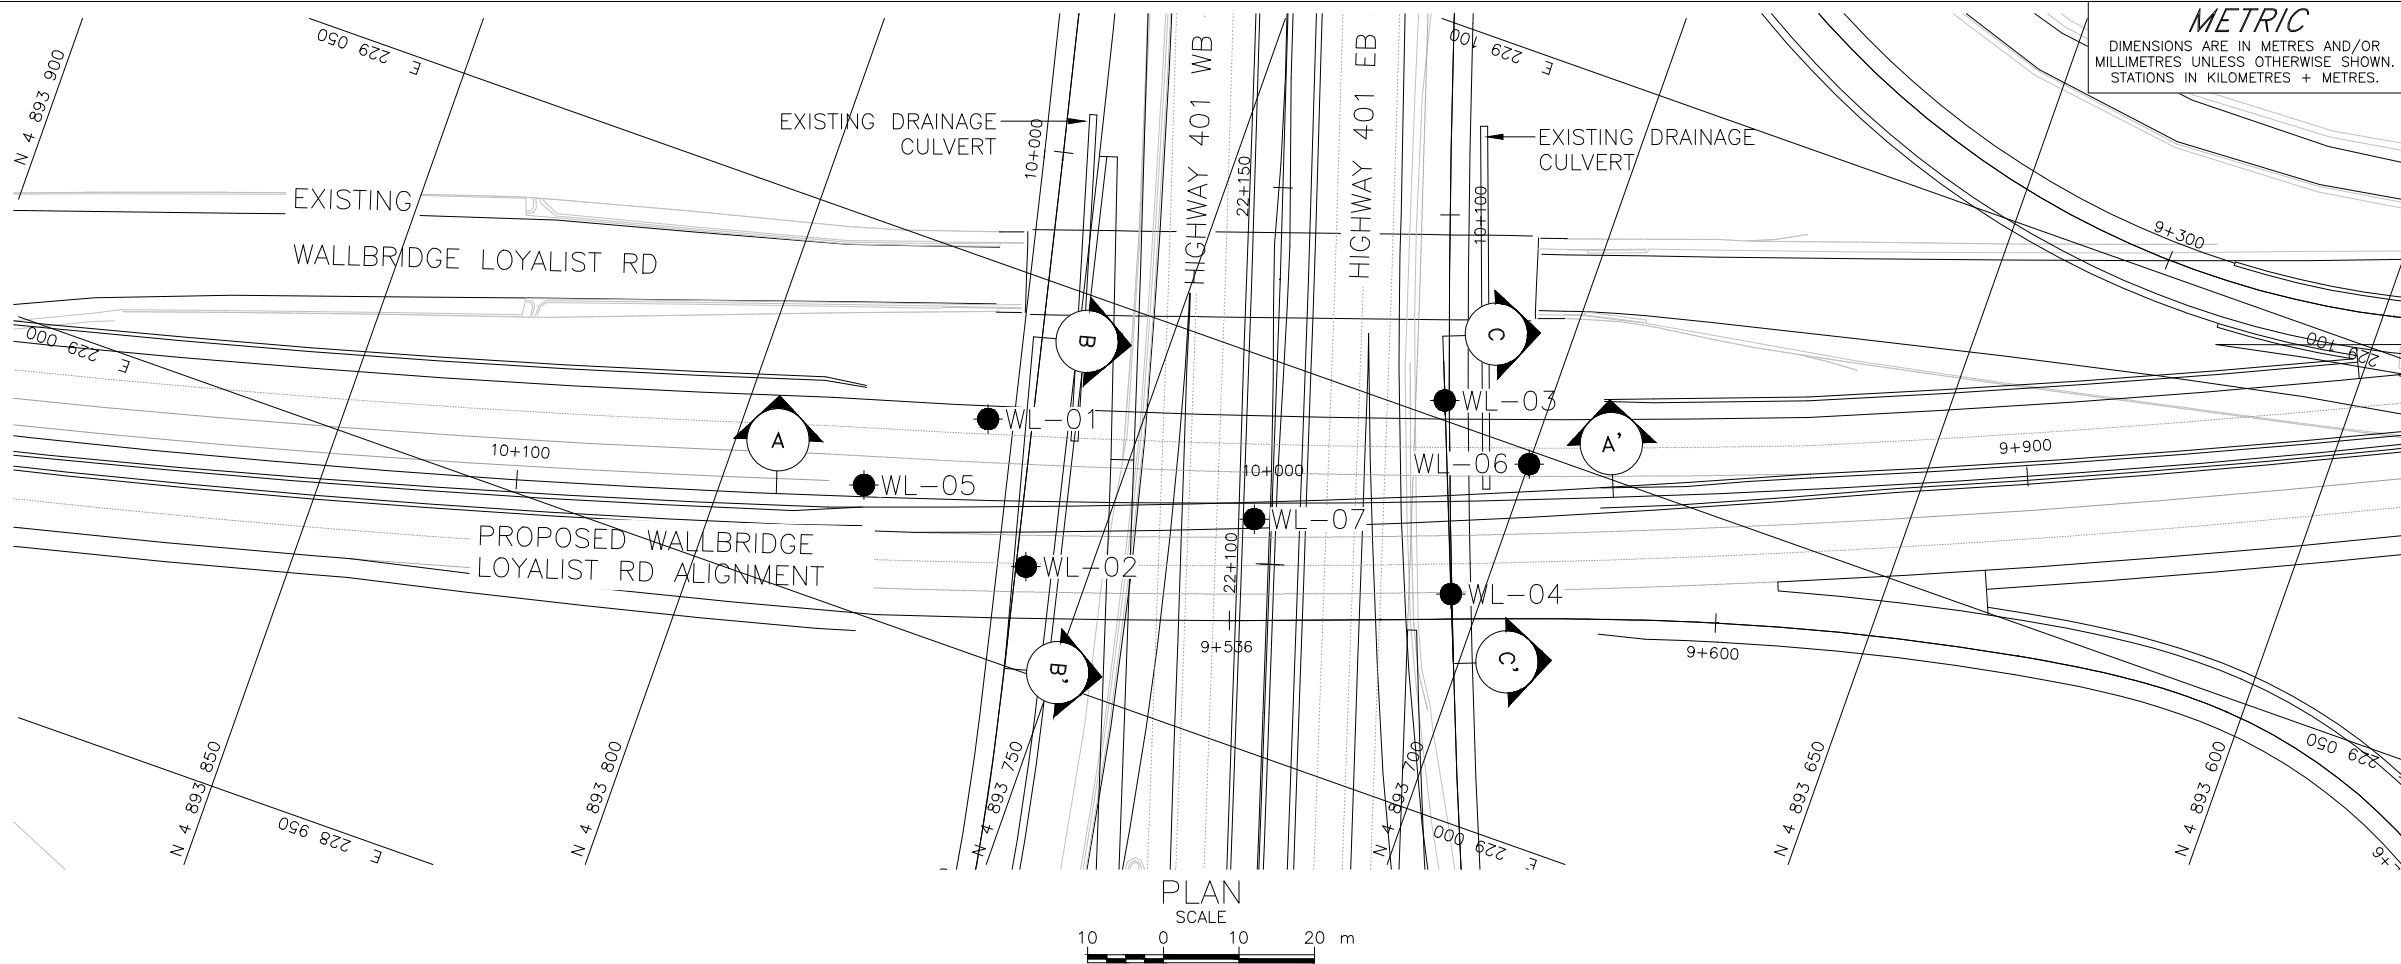 METRIC
DIMENSIONS ARE IN METRES AND/OR
MILLIMETRES UNLESS OTHERWISE SHOWN.
STATIONS IN KILOMETRES + METRES.
N 4 893 900
E 229 050
E 229 100
HIGHWAY 401 WB
HIGHWAY 401 EB
EXISTING DRAINAGE
CULVERT
10+000
22+150
EXISTING DRAINAGE
CULVERT
10+100
EXISTING
WALLBRIDGE LOYALIST RD
9+300
E 229 000
229 100
B
C
WL-01
WL-03
A
A'
10+100
WL-05
10+000
WL-06
9+900
WL-07
PROPOSED WALLBRIDGE
LOYALIST RD ALIGNMENT
WL-02
22+100
WL-04
9+536
9+600
B'
C'
229 050
N 4 893 850
N 4 893 800
N 4 893 750
N 4 893 700
N 4 893 650
N 4 893 600
E 228 950
E 229 000
PLAN
SCALE
10 0 10 20 m